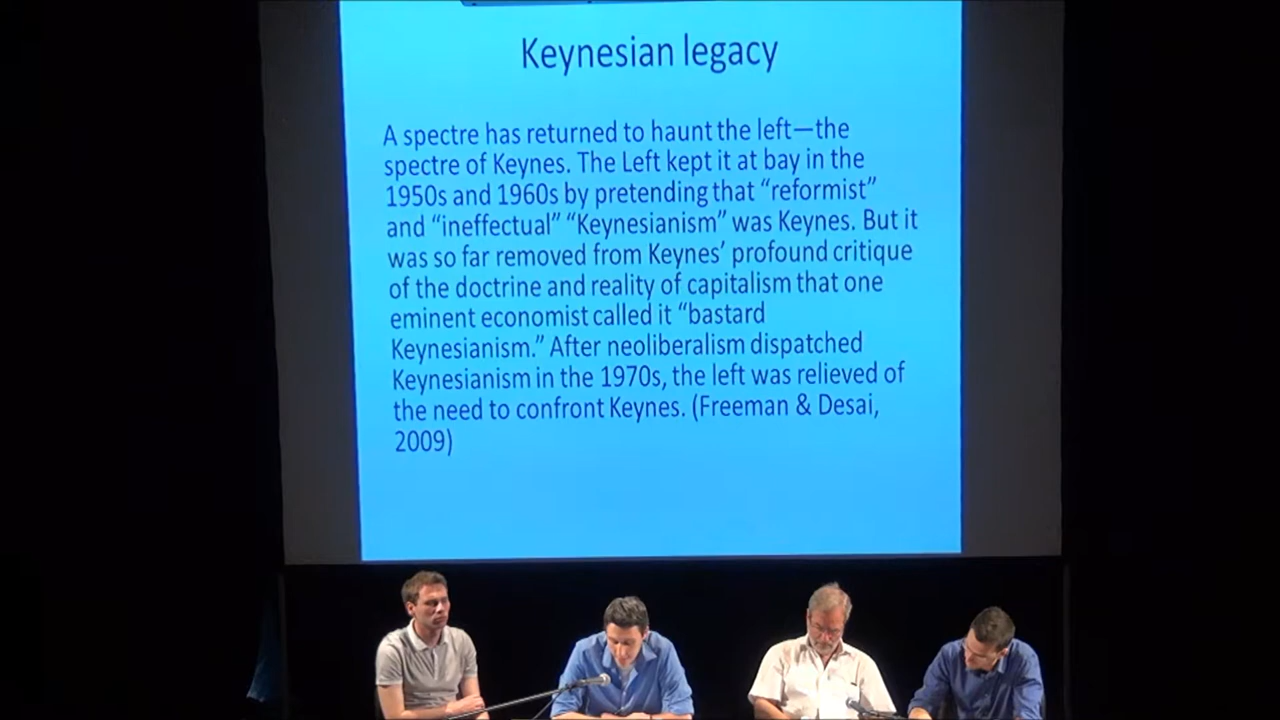 Keynesian legacy
A spectre has returned to haunt the left—the
spectre of Keynes. The Left kept it at bay in the
1950s and 1960s by pretending that “reformist”
and “ineffectual” “Keynesianism” was Keynes. But it
was so far removed from Keynes’ profound critique
of the doctrine and reality of capitalism that one
eminent economist called it “bastard
Keynesianism.” After neoliberalism dispatched
Keynesianism in the 1970s, the left was relieved of
the need to confront Keynes. (Freeman & Desai,
2009)